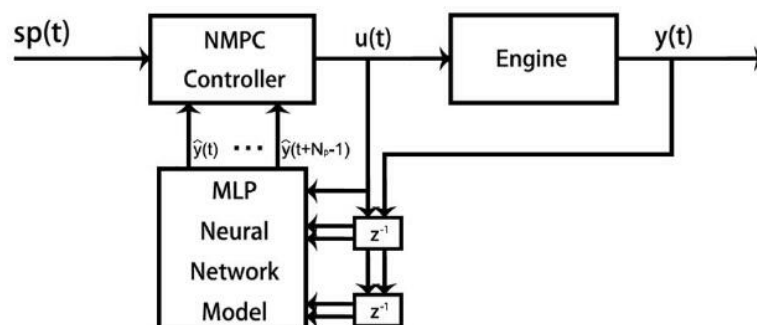 sp(t)
NMPC
Controller
u(t)
Engine
y(t)
ŷ(t)
...
ŷ(t+Nₚ-1)
MLP
Neural
Network
Model
z⁻¹
z⁻¹